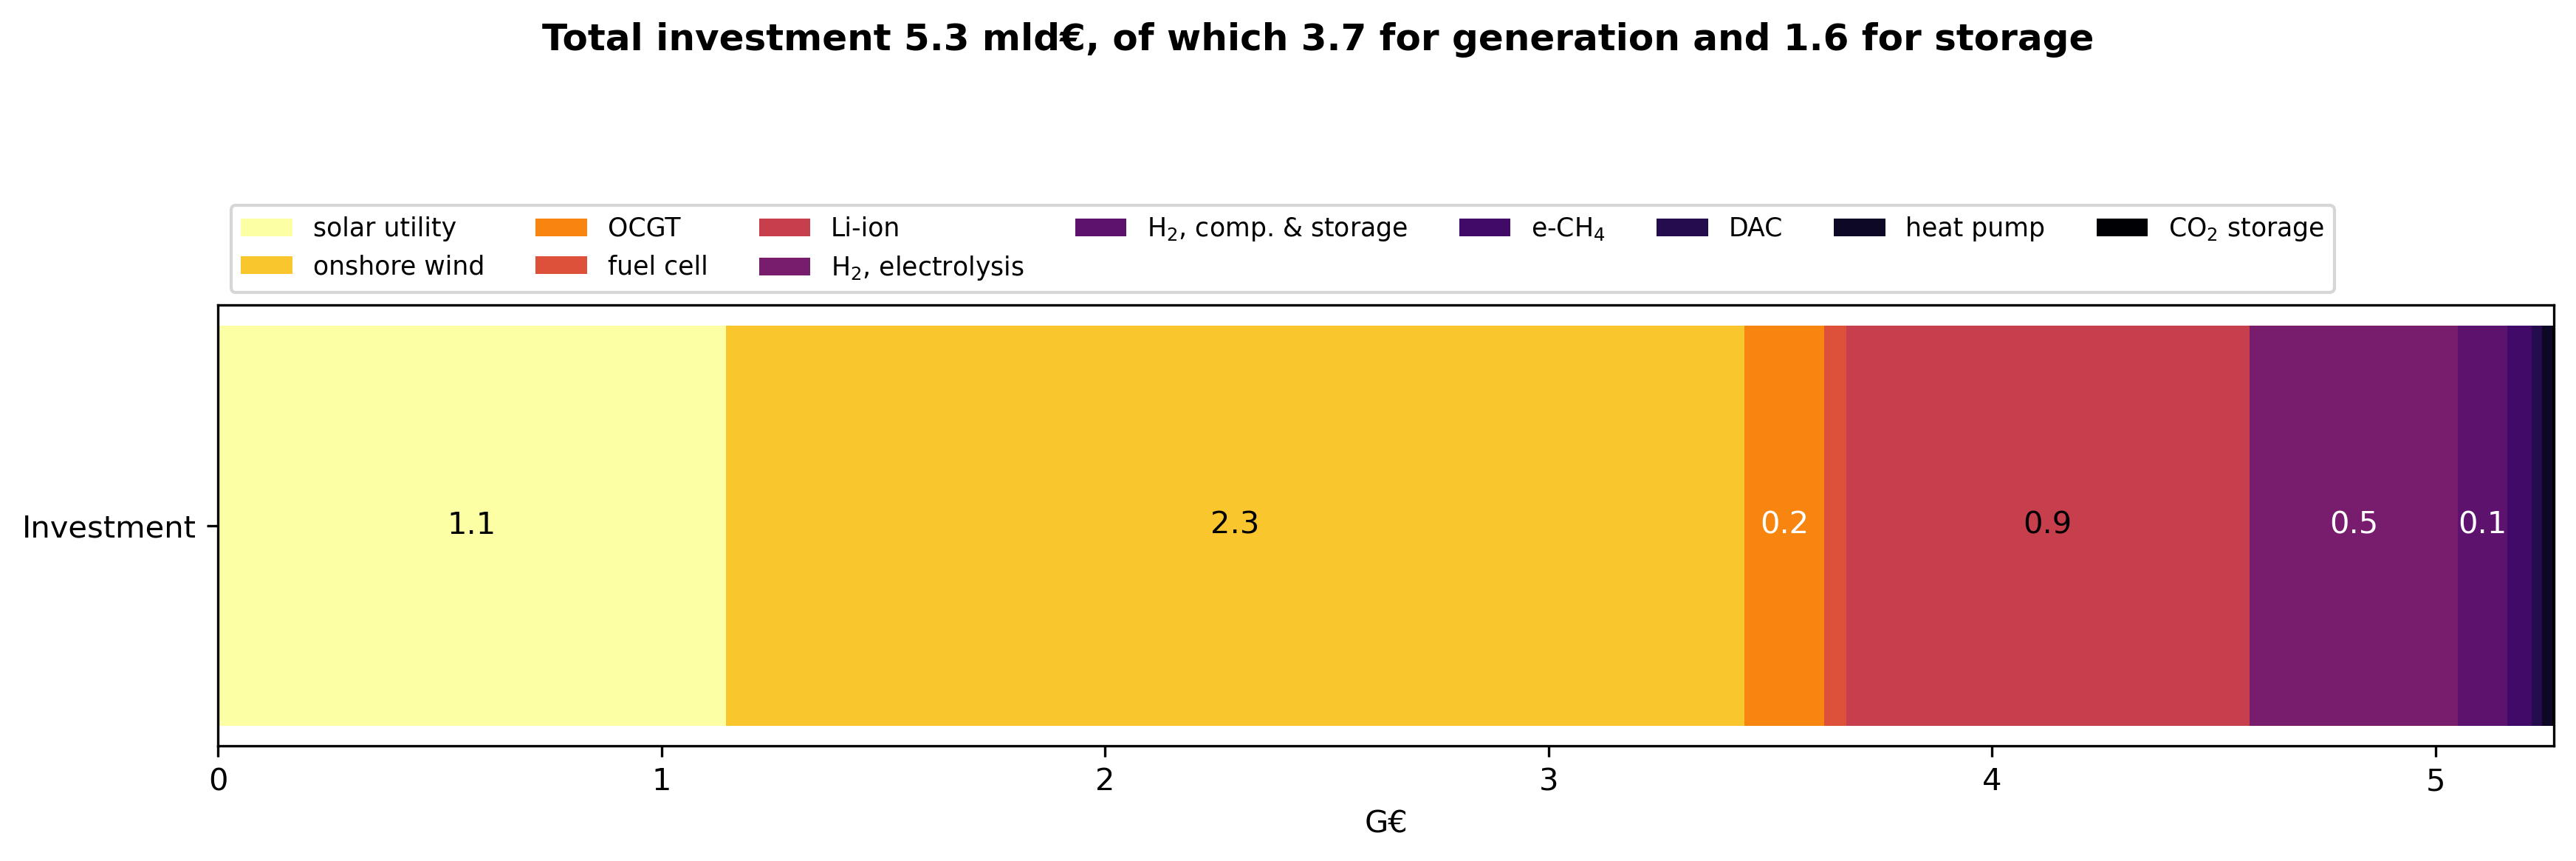 Total investment 5.3 mld€, of which 3.7 for generation and 1.6 for storage
solar utility
onshore wind
OCGT
fuel cell
Li-ion
H₂, electrolysis
H₂, comp. & storage
e-CH₄
DAC
heat pump
CO₂ storage
Investment
1.1
2.3
0.2
0.9
0.5
0.1
0
1
2
3
4
5
G€